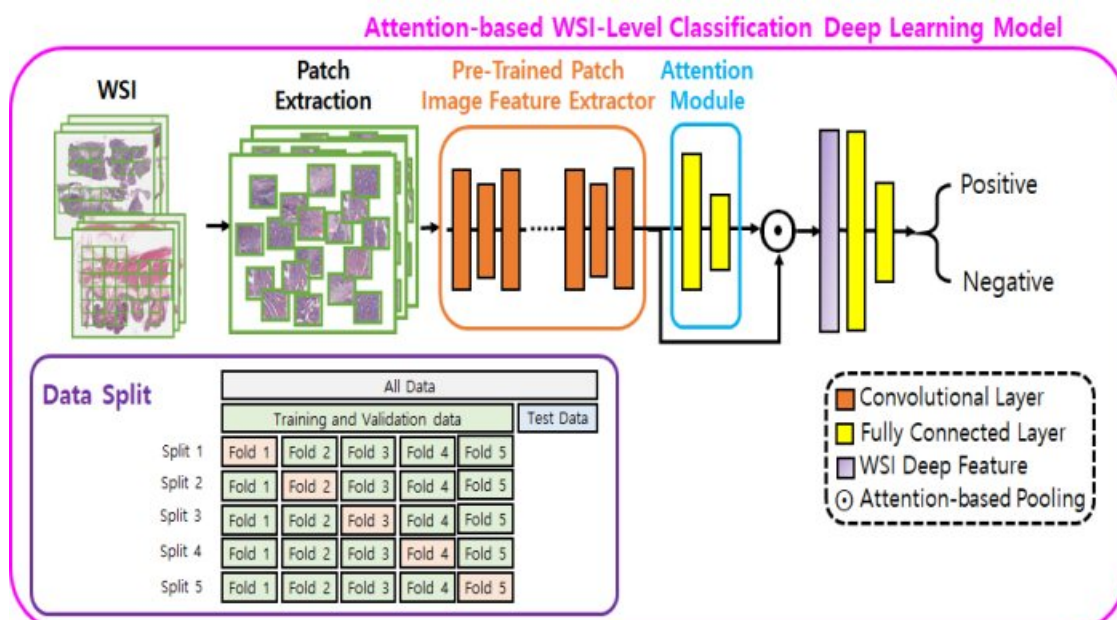 Attention-based WSI-Level Classification Deep Learning Model
WSI
Patch
Extraction
Pre-Trained Patch
Image Feature Extractor
Attention
Module
Positive
Negative
Data Split
All Data
Training and Validation data
Test Data
Split 1 Fold 1 Fold 2 Fold 3 Fold 4 Fold 5
Split 2 Fold 1 Fold 2 Fold 3 Fold 4 Fold 5
Split 3 Fold 1 Fold 2 Fold 3 Fold 4 Fold 5
Split 4 Fold 1 Fold 2 Fold 3 Fold 4 Fold 5
Split 5 Fold 1 Fold 2 Fold 3 Fold 4 Fold 5
Convolutional Layer
Fully Connected Layer
WSI Deep Feature
Attention-based Pooling